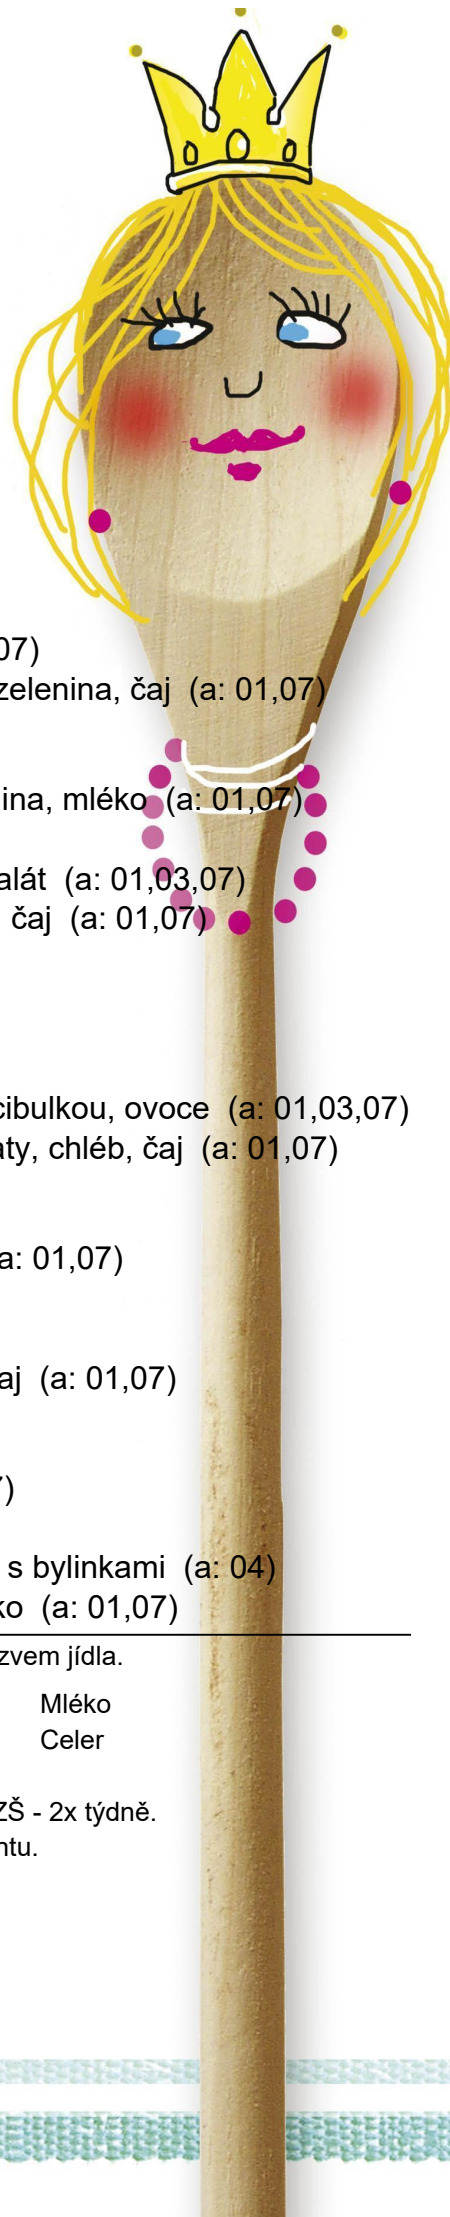 07)
zelenina, čaj (a: 01,07)
ina, mléko (a: 01,07)
alát (a: 01,03,07)
čaj (a: 01,07)
cibulkou, ovoce (a: 01,03,07)
aty, chléb, čaj (a: 01,07)
a: 01,07)
aj (a: 01,07)
7)
s bylinkami (a: 04)
ko (a: 01,07)
zvem jídla.
Mléko
Celer
ZŠ - 2x týdně.
ntu.